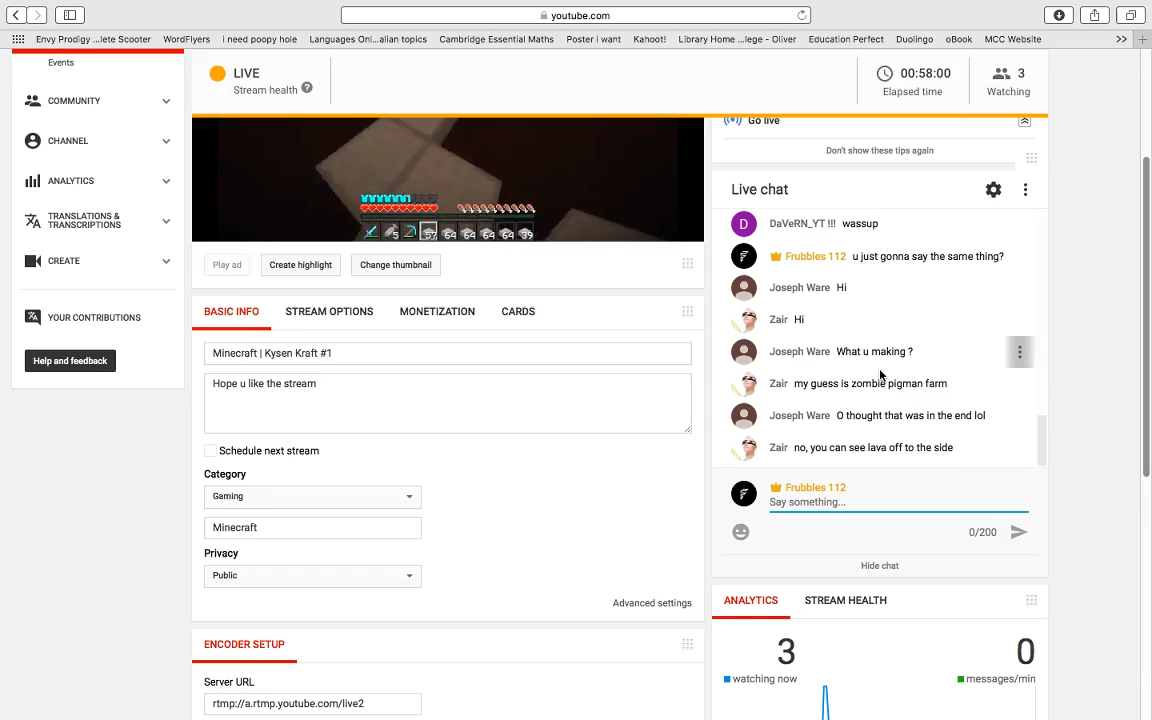 youtube.com
Envy Prodigy ...lete Scooter WordFlyers i need poopy hole Languages Onl...alian topics Cambridge Essential Maths Poster i want Kahoot! Library Home ...lege - Oliver Education Perfect Duolingo oBook MCC Website
Events
COMMUNITY
CHANNEL
ANALYTICS
TRANSLATIONS &
TRANSCRIPTIONS
CREATE
YOUR CONTRIBUTIONS
Help and feedback
LIVE
Stream health ?
00:58:00
Elapsed time
3
Watching
5 57 64 64 64 64 39
Play ad Create highlight Change thumbnail
BASIC INFO STREAM OPTIONS MONETIZATION CARDS
Minecraft | Kysen Kraft #1
Hope u like the stream
Schedule next stream
Category
Gaming
Minecraft
Privacy
Public
Advanced settings
ENCODER SETUP
Server URL
rtmp://a.rtmp.youtube.com/live2
Go live
Don't show these tips again
Live chat
D DaVeRN_YT !!! wassup
Frubbles 112 u just gonna say the same thing?
Joseph Ware Hi
Zair Hi
Joseph Ware What u making ?
Zair my guess is zombie pigman farm
Joseph Ware O thought that was in the end lol
Zair no, you can see lava off to the side
Frubbles 112
Say something...
0/200
Hide chat
ANALYTICS STREAM HEALTH
3
watching now
0
messages/min